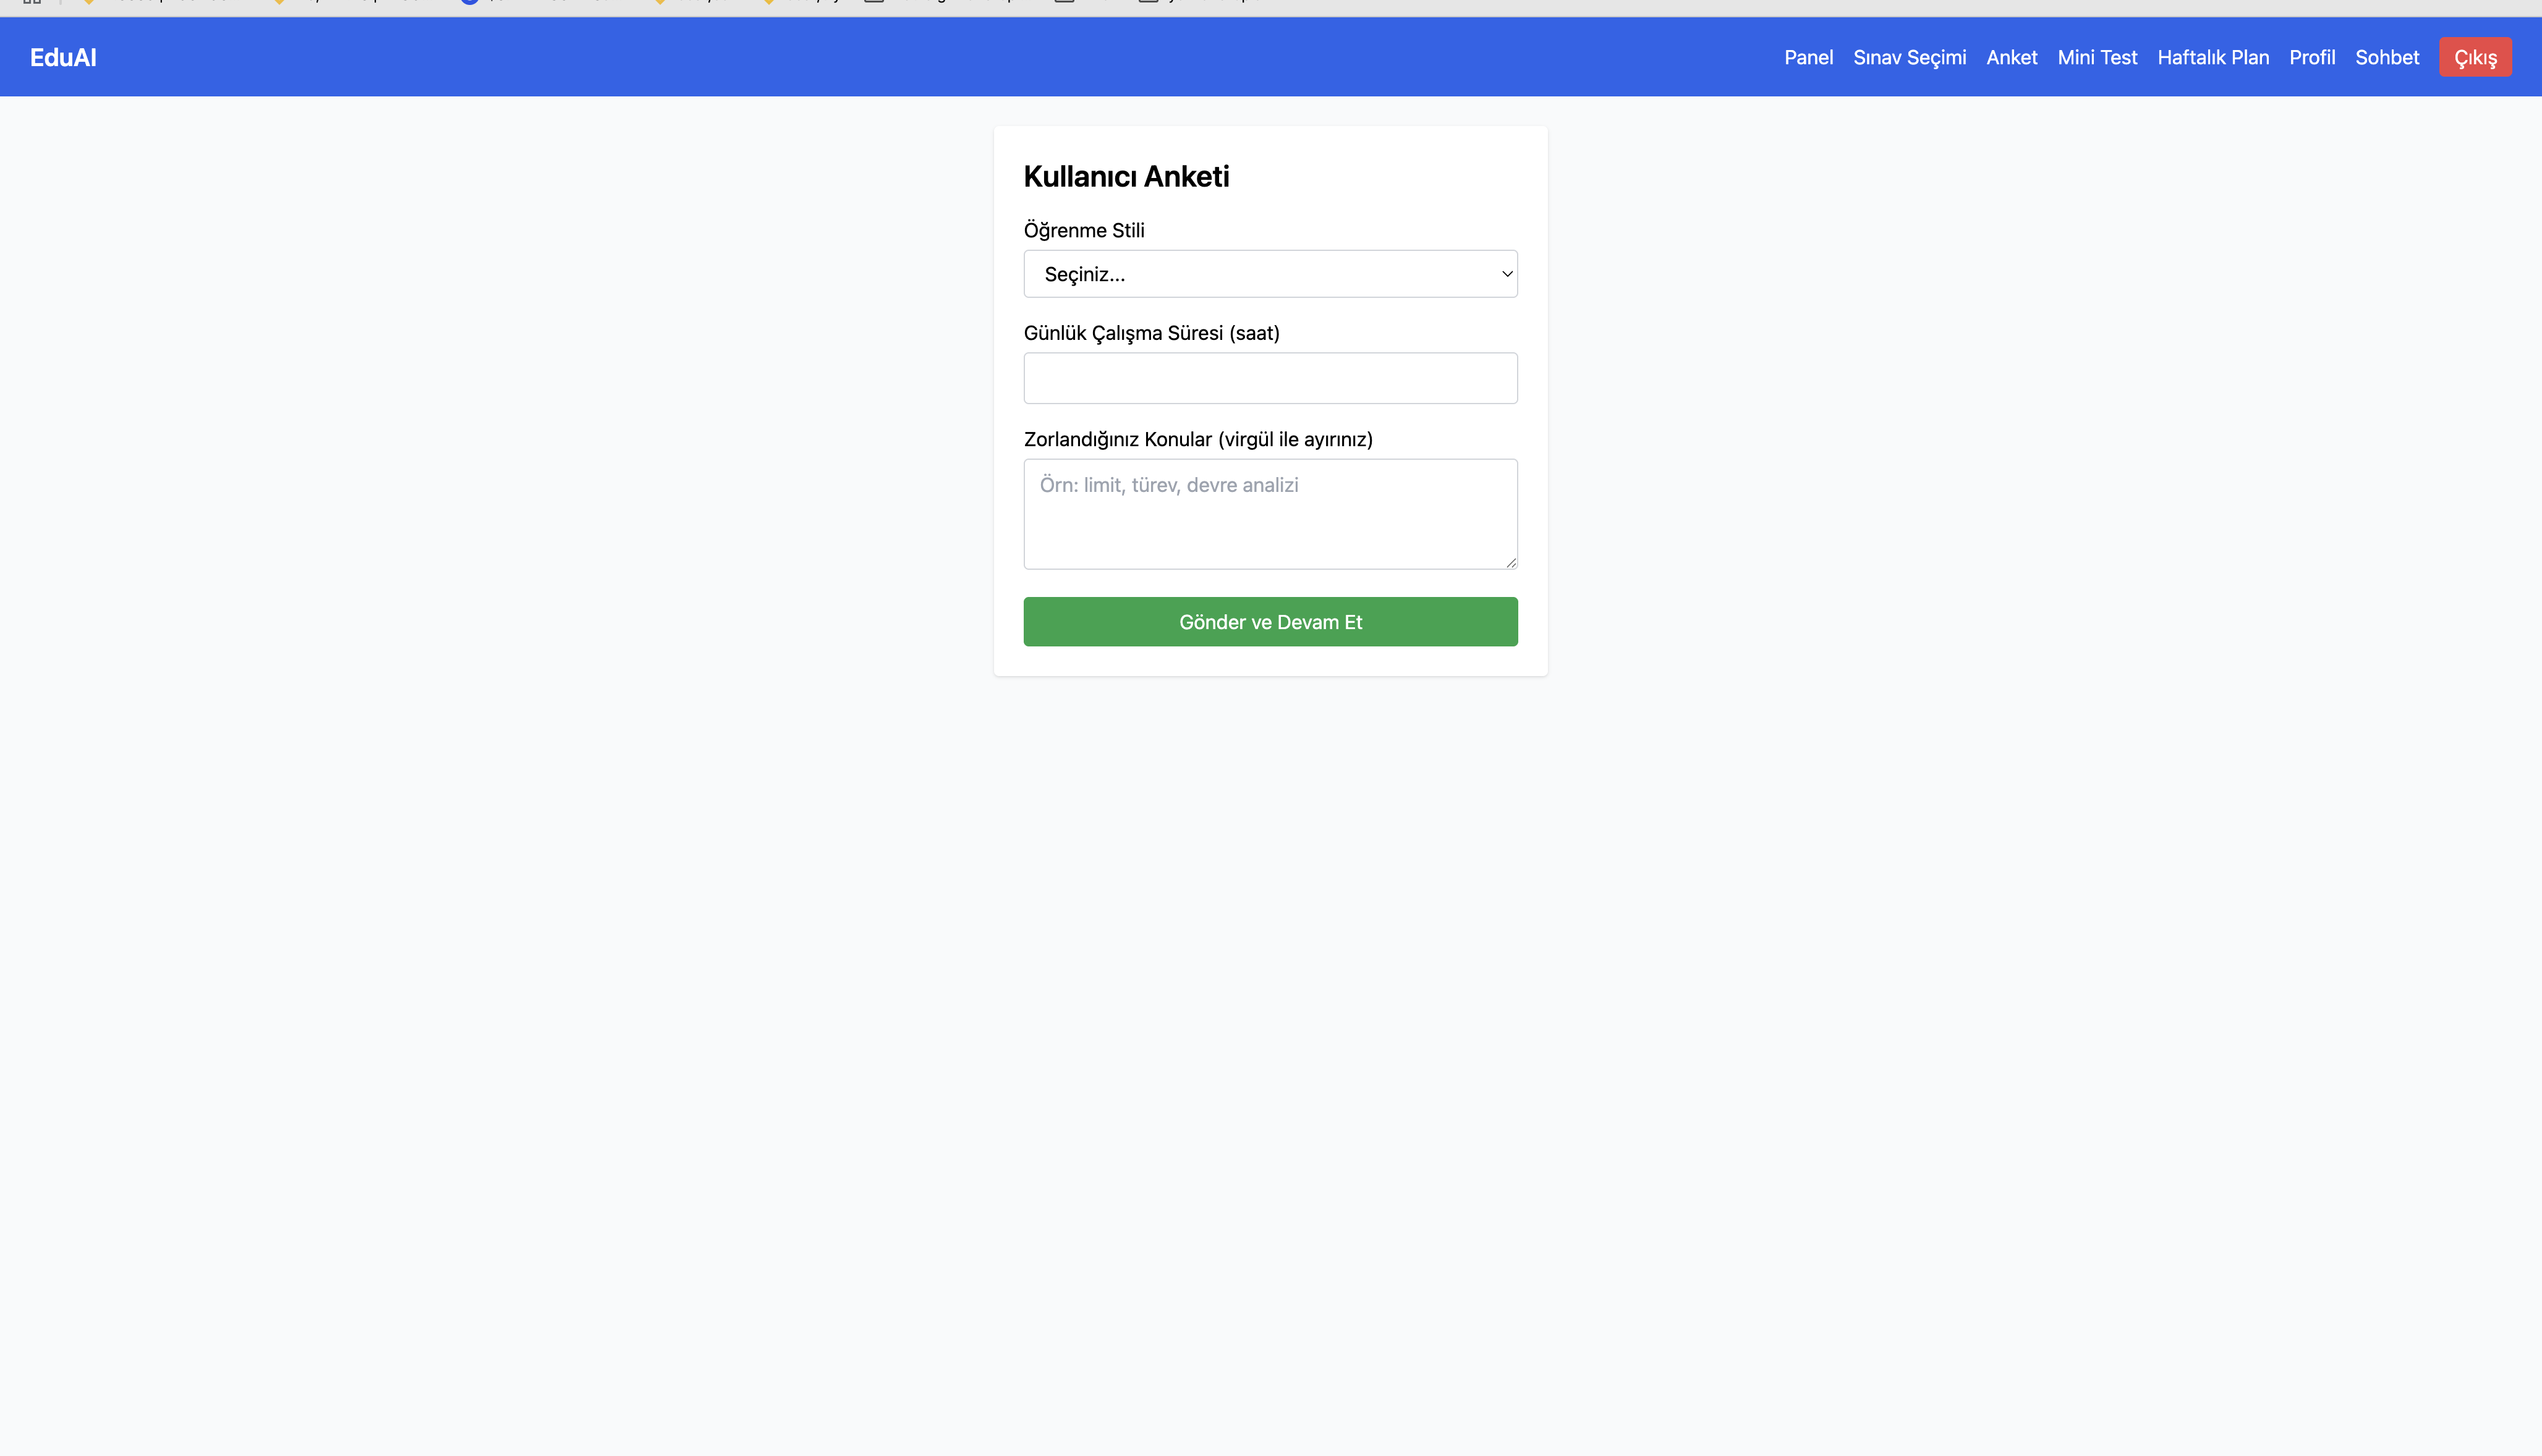 EduAI
Panel Sınav Seçimi Anket Mini Test Haftalık Plan Profil Sohbet Çıkış
Kullanıcı Anketi
Öğrenme Stili
Seçiniz...
Günlük Çalışma Süresi (saat)
Zorlandığınız Konular (virgül ile ayırınız)
Örn: limit, türev, devre analizi
Gönder ve Devam Et